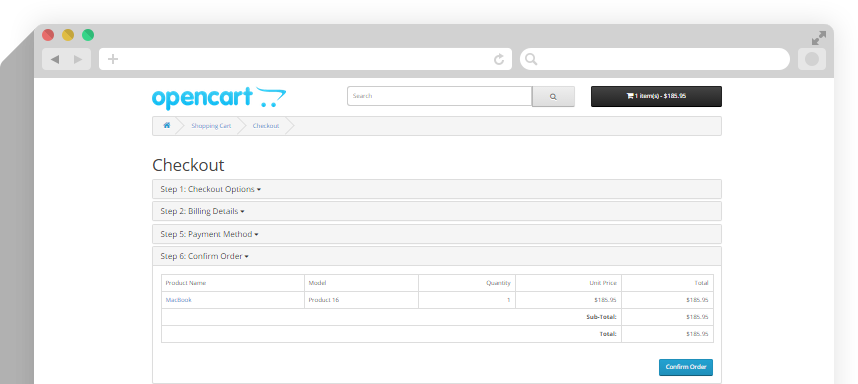 opencart
Search
1 item(s) - $185.95
Shopping Cart
Checkout
Checkout
Step 1: Checkout Options
Step 2: Billing Details
Step 5: Payment Method
Step 6: Confirm Order
Product Name Model Quantity Unit Price Total
MacBook Product 16 1 $185.95 $185.95
Sub-Total: $185.95
Total: $185.95
Confirm Order